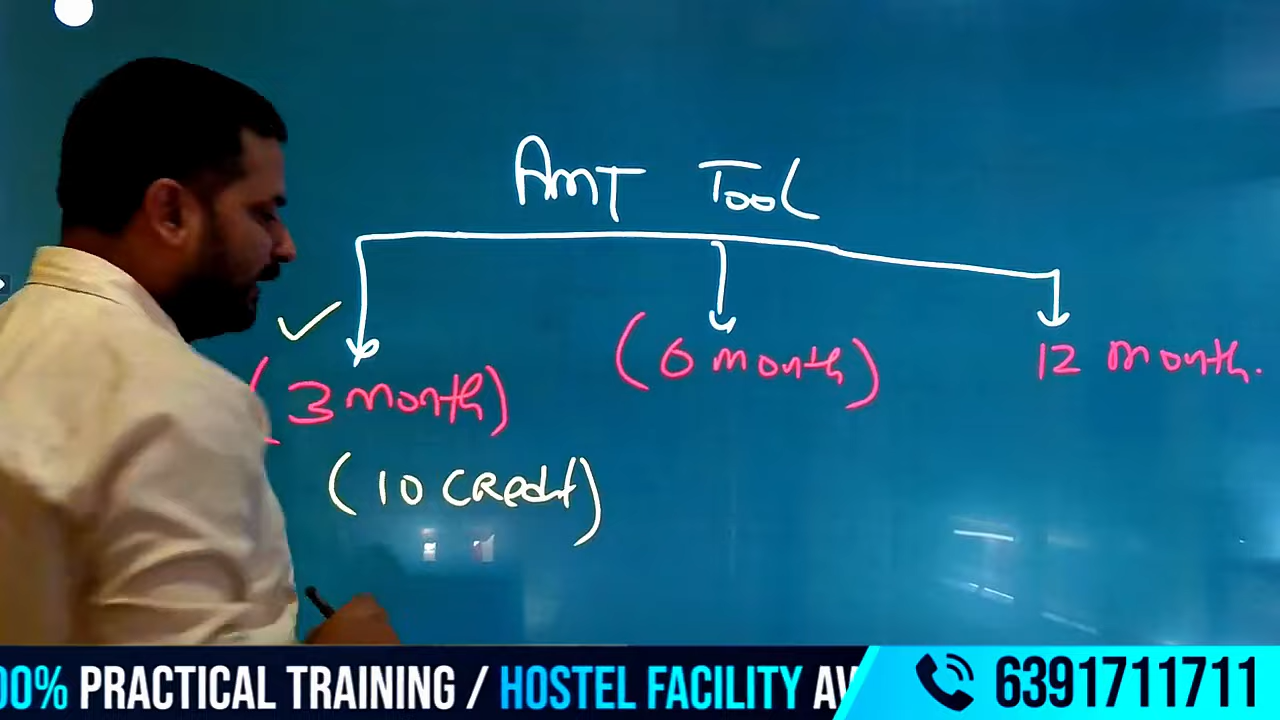 AMT Tool
(3 month)
(6 month)
12 month.
(10 Credit)
00% PRACTICAL TRAINING / HOSTEL FACILITY AV
6391711711